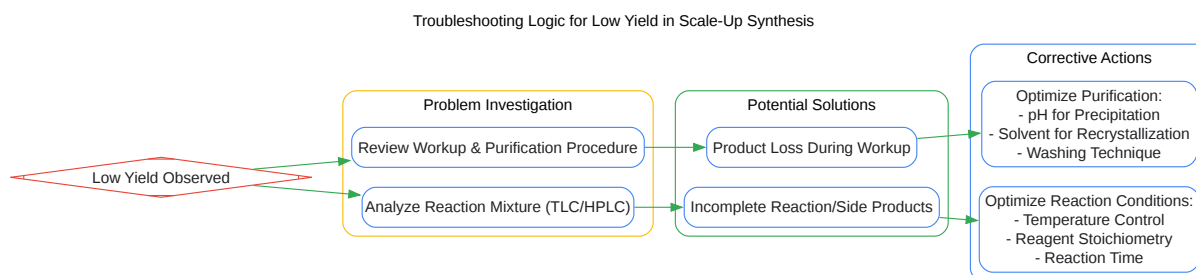 Troubleshooting Logic for Low Yield in Scale-Up Synthesis
Low Yield Observed
Problem Investigation
Review Workup & Purification Procedure
Analyze Reaction Mixture (TLC/HPLC)
Potential Solutions
Product Loss During Workup
Incomplete Reaction/Side Products
Corrective Actions
Optimize Purification:
- pH for Precipitation
- Solvent for Recrystallization
- Washing Technique
Optimize Reaction Conditions:
- Temperature Control
- Reagent Stoichiometry
- Reaction Time